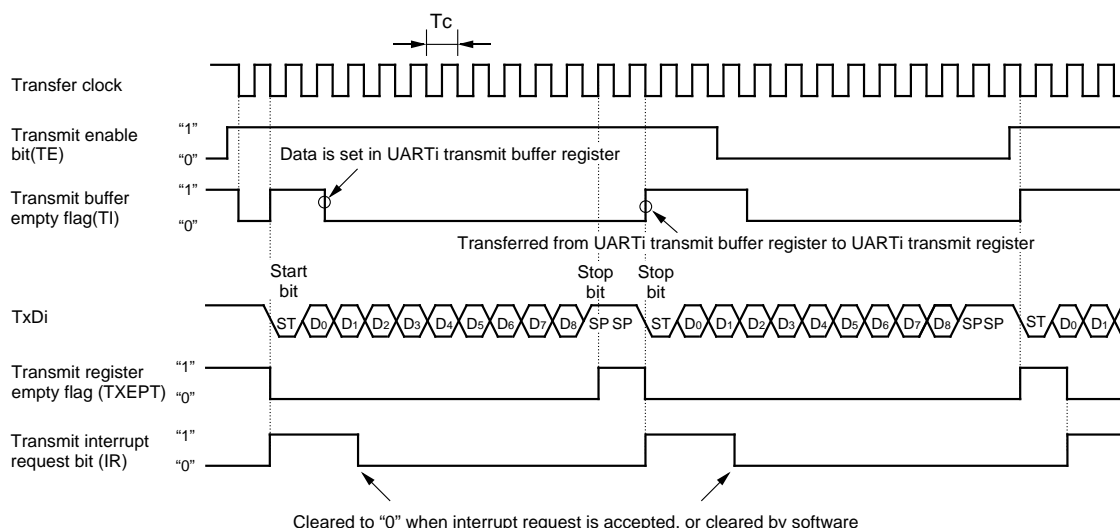 Tc
Transfer clock
Transmit enable
bit(TE)
“1”
“0”
Data is set in UARTi transmit buffer register
Transmit buffer
empty flag(TI)
“1”
“0”
Transferred from UARTi transmit buffer register to UARTi transmit register
Start
bit
Stop
bit
Stop
bit
TxDi
ST D0 D1 D2 D3 D4 D5 D6 D7 D8 SP SP ST D0 D1 D2 D3 D4 D5 D6 D7 D8 SPSP ST D0 D1
Transmit register
empty flag (TXEPT)
“1”
“0”
Transmit interrupt
request bit (IR)
“1”
“0”
Cleared to “0” when interrupt request is accepted, or cleared by software